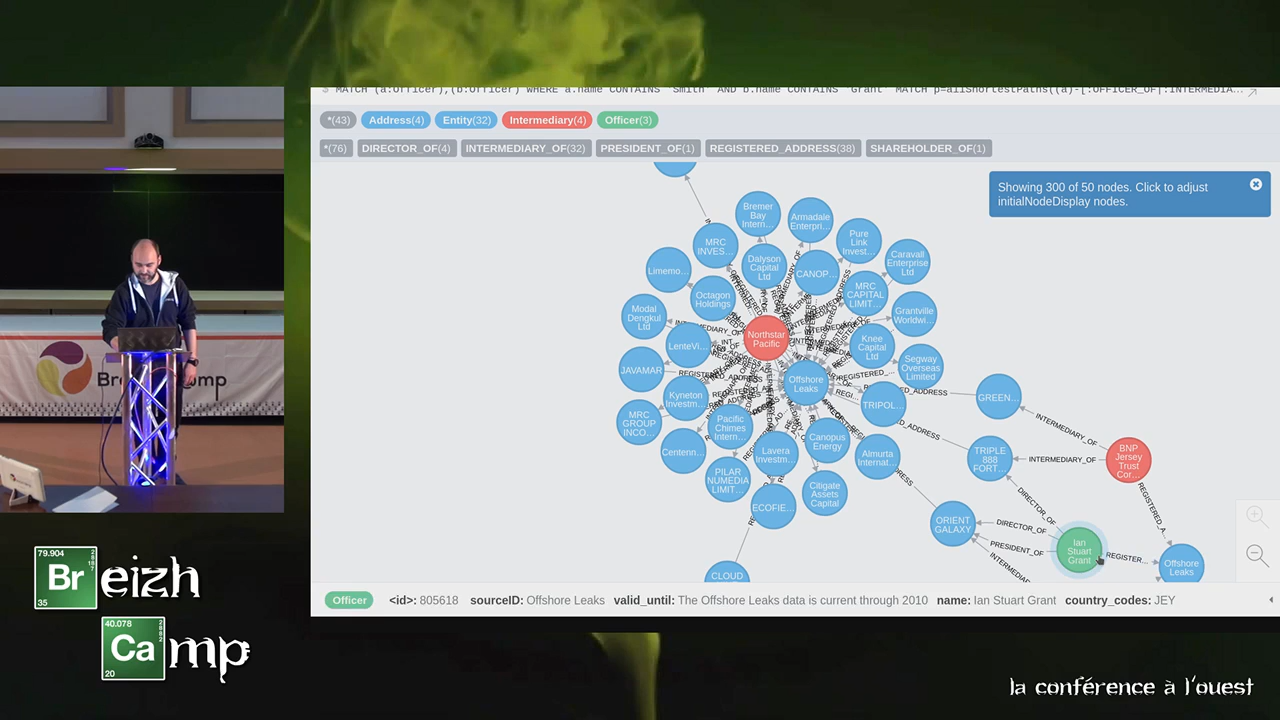 $ MATCH (a:Officer),(b:Officer) WHERE a.name CONTAINS "Smith" AND b.name CONTAINS "Grant" MATCH p=allShortestPaths((a)-[:OFFICER_OF|:INTERMEDIA...
*(43) Address(4) Entity(32) Intermediary(4) Officer(3)
*(76) DIRECTOR_OF(4) INTERMEDIARY_OF(32) PRESIDENT_OF(1) REGISTERED_ADDRESS(38) SHAREHOLDER_OF(1)
Showing 300 of 50 nodes. Click to adjust
initialNodeDisplay nodes.
Bremer
Bay
Intern...
Armadale
Enterpri...
Pure
Link
Invest...
MRC
INVES...
Caravall
Enterprise
Ltd
Limemo...
Dalyson
Capital
Ltd
CANOP...
MRC
CAPITAL
LIMIT...
Octagon
Holdings
Modal
Dengkul
Ltd
Grantville
Worldwi...
Northstar
Pacific
LenteVi...
Knee
Capital
Ltd
Segway
Overseas
Limited
JAVAMAR
Offshore
Leaks
Kyneton
Investm...
TRIPOL...
GREEN...
MRC
GROUP
INCO...
Pacific
Chimes
Intern...
INTERMEDIARY_OF
Centenn...
Lavera
Investm...
Canopus
Energy
Almurta
Internat...
TRIPLE
888
FORT...
INTERMEDIARY_OF
BNP
Jersey
Trust
Cor...
PILAR
NUMEDIA
LIMIT...
Citigate
Assets
Capital
ECOFIE...
DIRECTOR_OF
REGISTERED_A...
ORIENT
GALAXY
DIRECTOR_OF
PRESIDENT_OF
Ian
Stuart
Grant
REGISTER...
Offshore
Leaks
CLOUD
Officer <id>: 805618 sourceID: Offshore Leaks valid_until: The Offshore Leaks data is current through 2010 name: Ian Stuart Grant country_codes: JEY
79.904
Br eizh
35
40.078
Ca mp
20
la conférence à l'ouest